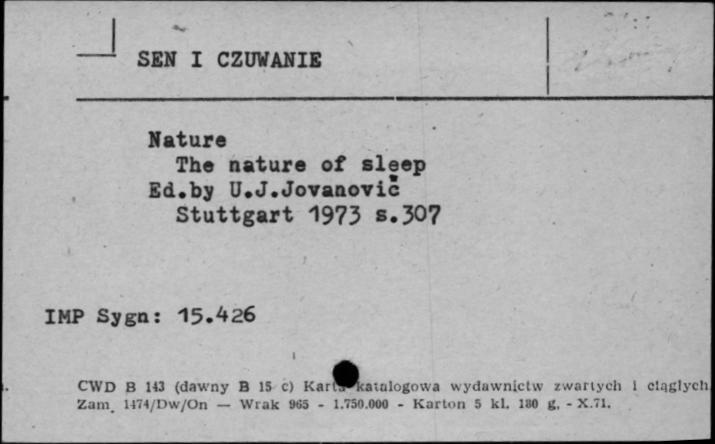 SEN I CZUWANIE
Nature
The nature of sleep
Ed.by U.J.Jovanovič
Stuttgart 1973 s.307
IMP Sygn: 15.426
CWD B 143 (dawny B 15 c) Karta katalogowa wydawnictw zwartych i ciągłych
Zam. 1474/Dw/On — Wrak 965 - 1.750.000 - Karton 5 kl. 180 g. - X.71.